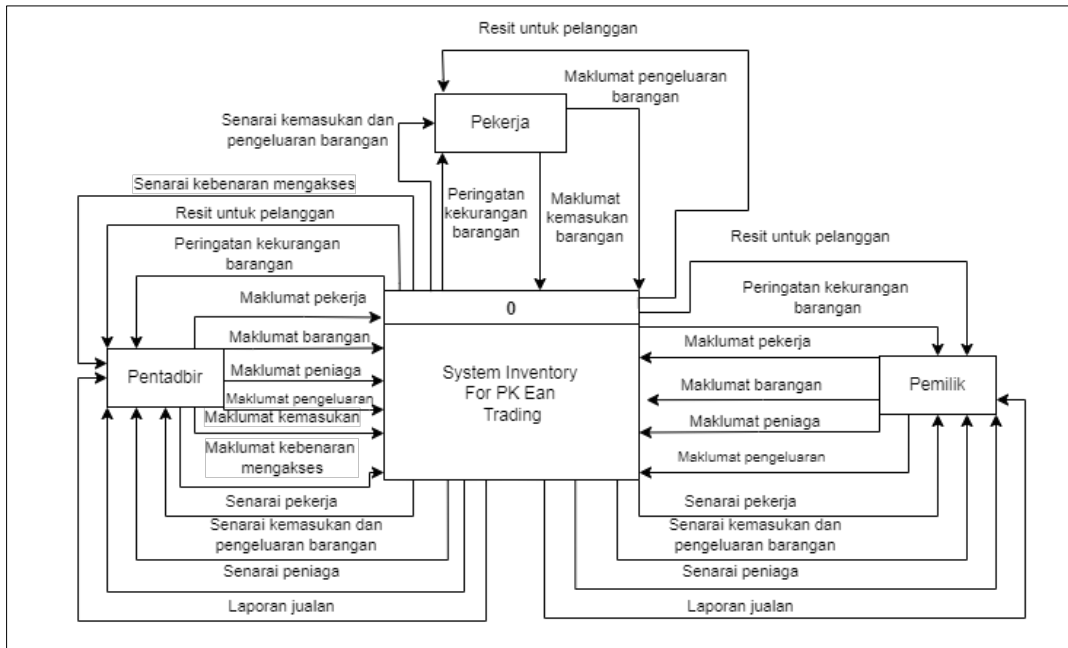 Resit untuk pelanggan
Maklumat pengeluaran
barangan
Pekerja
Senarai kemasukan dan
pengeluaran barangan
Senarai kebenaran mengakses
Resit untuk pelanggan
Peringatan kekurangan
barangan
Peringatan
kekurangan
barangan
Maklumat
kemasukan
barangan
Resit untuk pelanggan
Peringatan kekurangan
barangan
Maklumat pekerja
Maklumat barangan
Maklumat peniaga
Maklumat pengeluaran
Maklumat kemasukan
Maklumat kebenaran
mengakses
Pentadbir
0
System Inventory
For PK Ean
Trading
Maklumat pekerja
Maklumat barangan
Maklumat peniaga
Maklumat pengeluaran
Pemilik
Senarai pekerja
Senarai kemasukan dan
pengeluaran barangan
Senarai peniaga
Laporan jualan
Senarai pekerja
Senarai kemasukan dan
pengeluaran barangan
Senarai peniaga
Laporan jualan